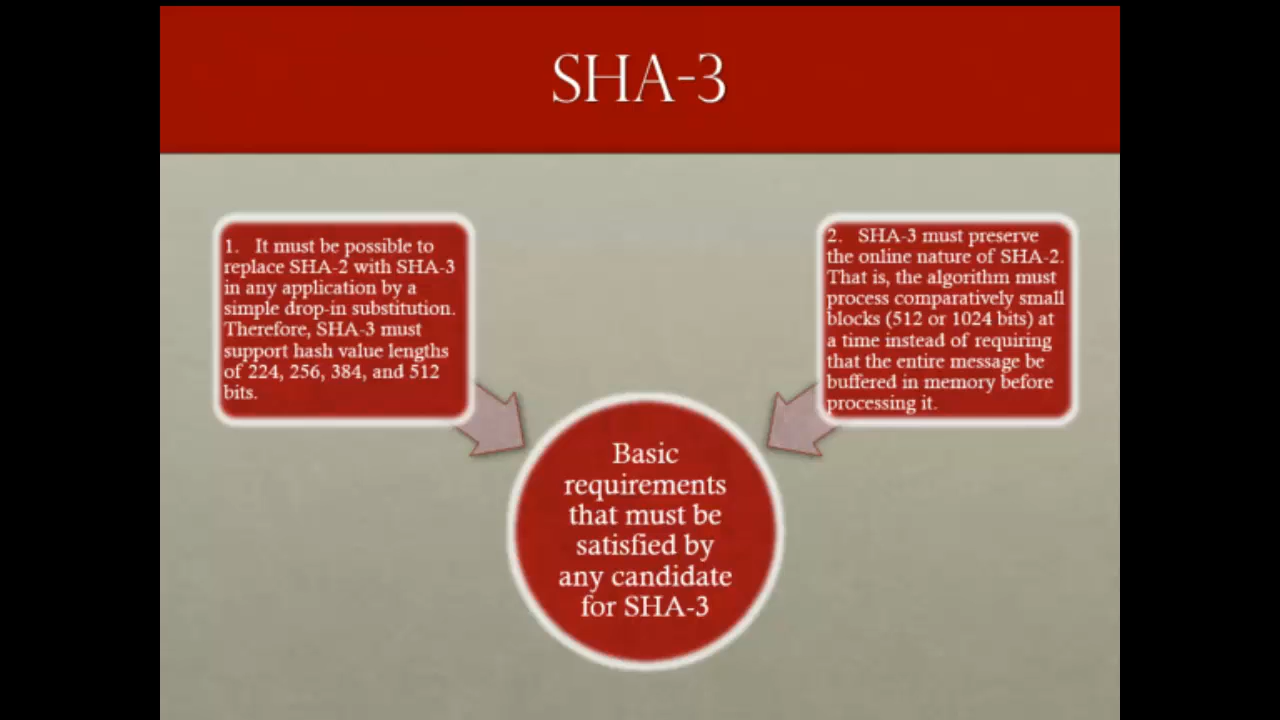 SHA-3
1. It must be possible to
replace SHA-2 with SHA-3
in any application by a
simple drop-in substitution.
Therefore, SHA-3 must
support hash value lengths
of 224, 256, 384, and 512
bits.
2. SHA-3 must preserve
the online nature of SHA-2.
That is, the algorithm must
process comparatively small
blocks (512 or 1024 bits) at
a time instead of requiring
that the entire message be
buffered in memory before
processing it.
Basic
requirements
that must be
satisfied by
any candidate
for SHA-3